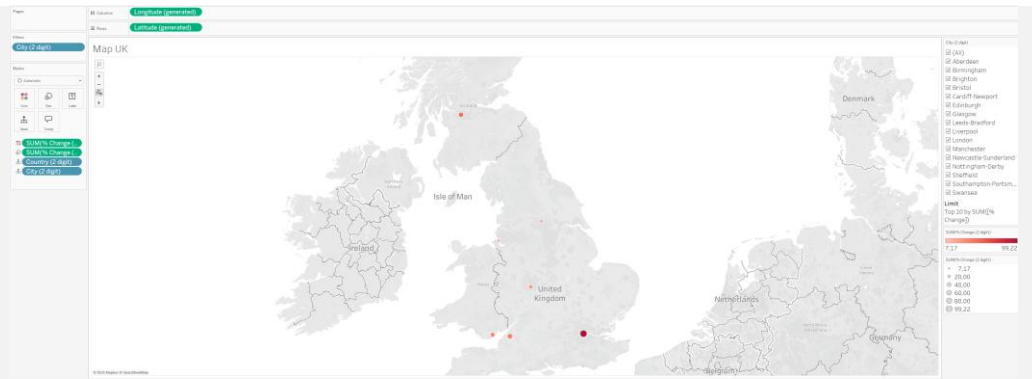 Pages
Columns
Longitude (generated)
Rows
Latitude (generated)
Filters
City (2 digit)
Map UK
Marks
Automatic
Color
Size
Label
Detail
Tooltip
SUM(% Change (..
SUM(% Change (..
Country (2 digit)
City (2 digit)
Isle of Man
Ireland
United
Kingdom
Denmark
Netherlands
Belgium
Germany
© 2025 Mapbox © OpenStreetMap
City (2 digit)
(All)
Aberdeen
Birmingham
Brighton
Bristol
Cardiff-Newport
Edinburgh
Glasgow
Leeds-Bradford
Liverpool
London
Manchester
Newcastle-Sunderland
Nottingham-Derby
Sheffield
Southampton-Portsm...
Swansea
Limit
Top 10 by SUM([%
Change])
SUM(% Change (2 digit))
7,17 99,22
SUM(% Change (2 digit))
7,17
20,00
40,00
60,00
80,00
99,22